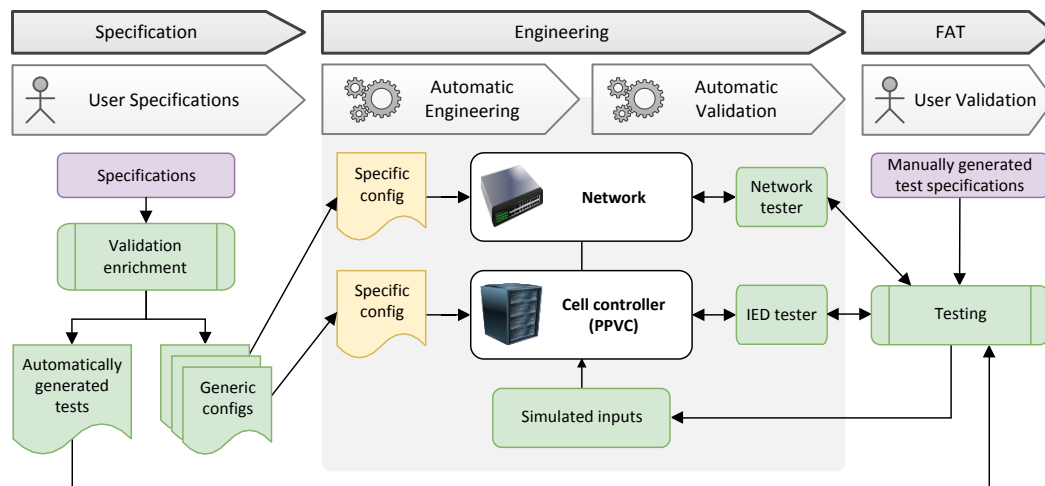 Specification
Engineering
FAT
User Specifications
Automatic
Engineering
Automatic
Validation
User Validation
Specifications
Specific
config
Network
Network
tester
Manually generated
test specifications
Validation
enrichment
Specific
config
Cell controller
(PPVC)
IED tester
Testing
Automatically
generated
tests
Generic
configs
Simulated inputs